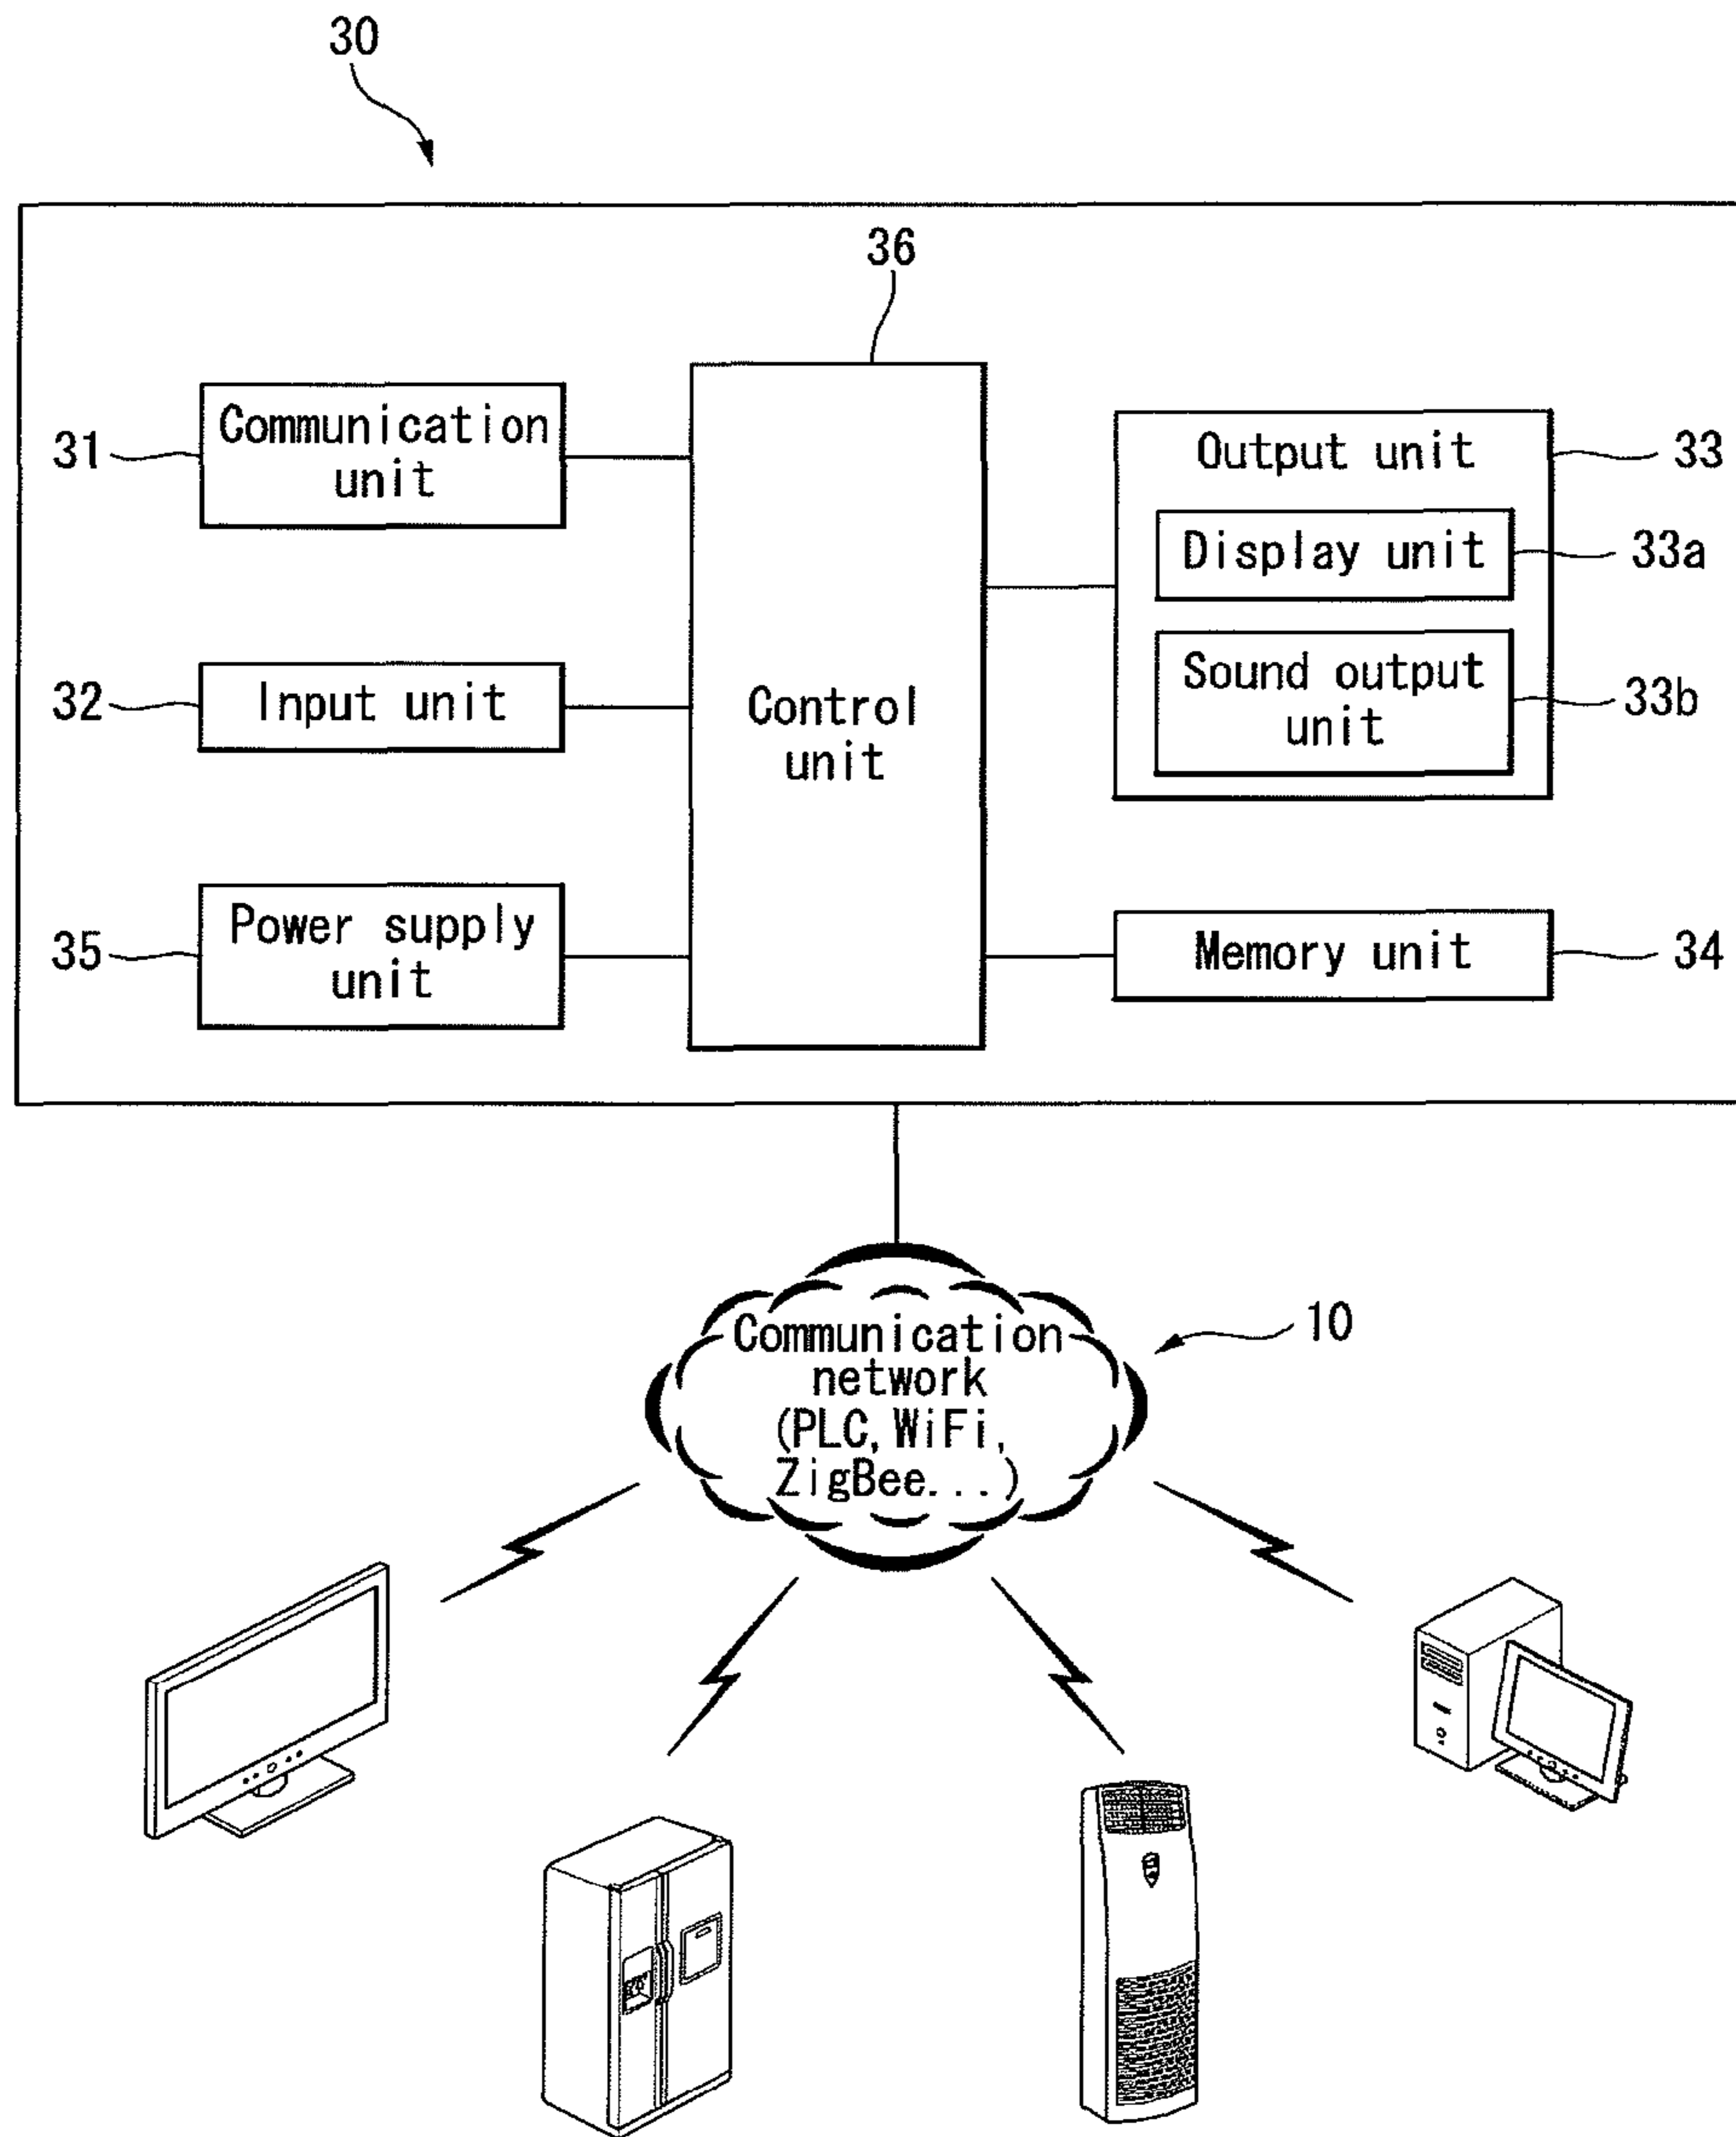 30
36
31
Communication
unit
Output unit
33
Display unit
33a
32
Input unit
Control
unit
Sound output
unit
33b
35
Power supply
unit
Memory unit
34
Communication
network
(PLC, WiFi,
ZigBee...)
10